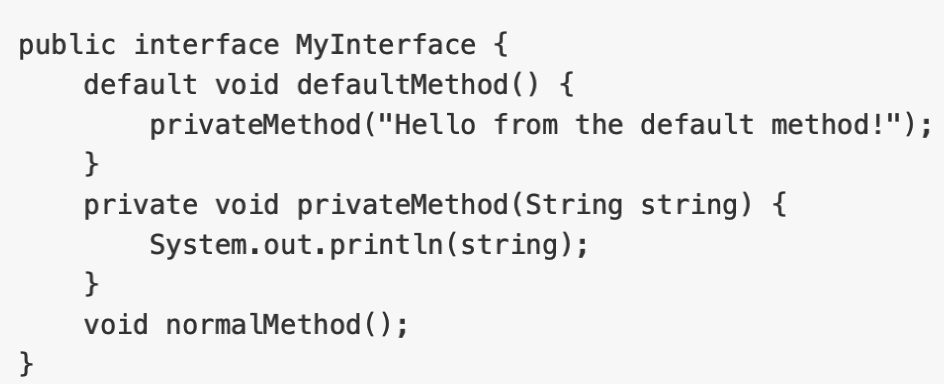 public interface MyInterface {
    default void defaultMethod() {
        privateMethod("Hello from the default method!");
    }
    private void privateMethod(String string) {
        System.out.println(string);
    }
    void normalMethod();
}